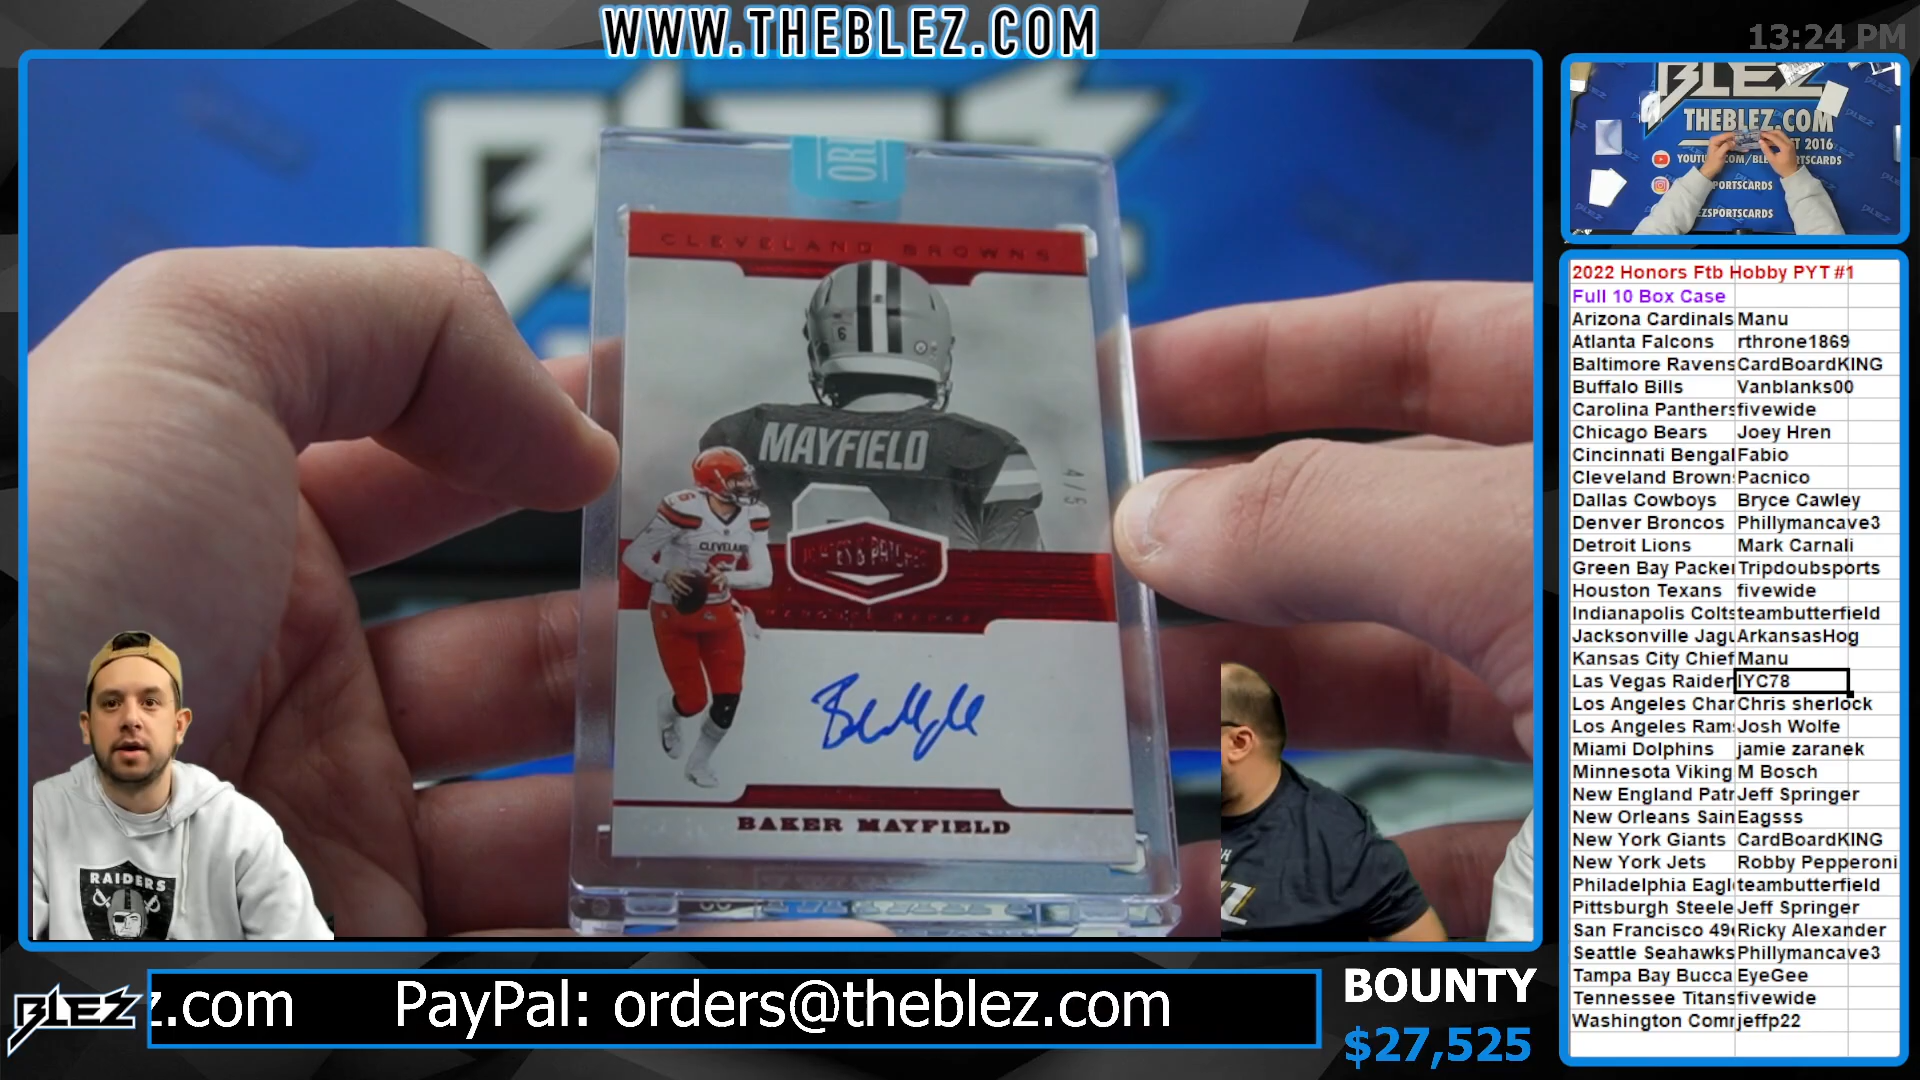 WWW.THEBLEZ.COM
13:24 PM
CLEVELAND BROWNS
6
MAYFIELD
4/5
CLEVELAND
BAKER MAYFIELD
RAIDERS
BLEZ
THEBLEZ.COM
2016
2022 Honors Ftb Hobby PYT #1
Full 10 Box Case
Arizona Cardinals Manu
Atlanta Falcons rthrone1869
Baltimore Ravens CardBoardKING
Buffalo Bills Vanblanks00
Carolina Panthers fivewide
Chicago Bears Joey Hren
Cincinnati Bengal Fabio
Cleveland Brown Pacnico
Dallas Cowboys Bryce Cawley
Denver Broncos Phillymancave3
Detroit Lions Mark Carnali
Green Bay Packer Tripdoubsports
Houston Texans fivewide
Indianapolis Colts teambutterfield
Jacksonville Jagu ArkansasHog
Kansas City Chief Manu
Las Vegas Raider IYC78
Los Angeles Char Chris sherlock
Los Angeles Ram Josh Wolfe
Miami Dolphins jamie zaranek
Minnesota Viking M Bosch
New England Patr Jeff Springer
New Orleans Sain Eagsss
New York Giants CardBoardKING
New York Jets Robby Pepperoni
Philadelphia Eagl teambutterfield
Pittsburgh Steele Jeff Springer
San Francisco 49 Ricky Alexander
Seattle Seahawks Phillymancave3
Tampa Bay Bucca EyeGee
Tennessee Titans fivewide
Washington Comr jeffp22
BLEZ
z.com PayPal: orders@theblez.com
BOUNTY
$27,525